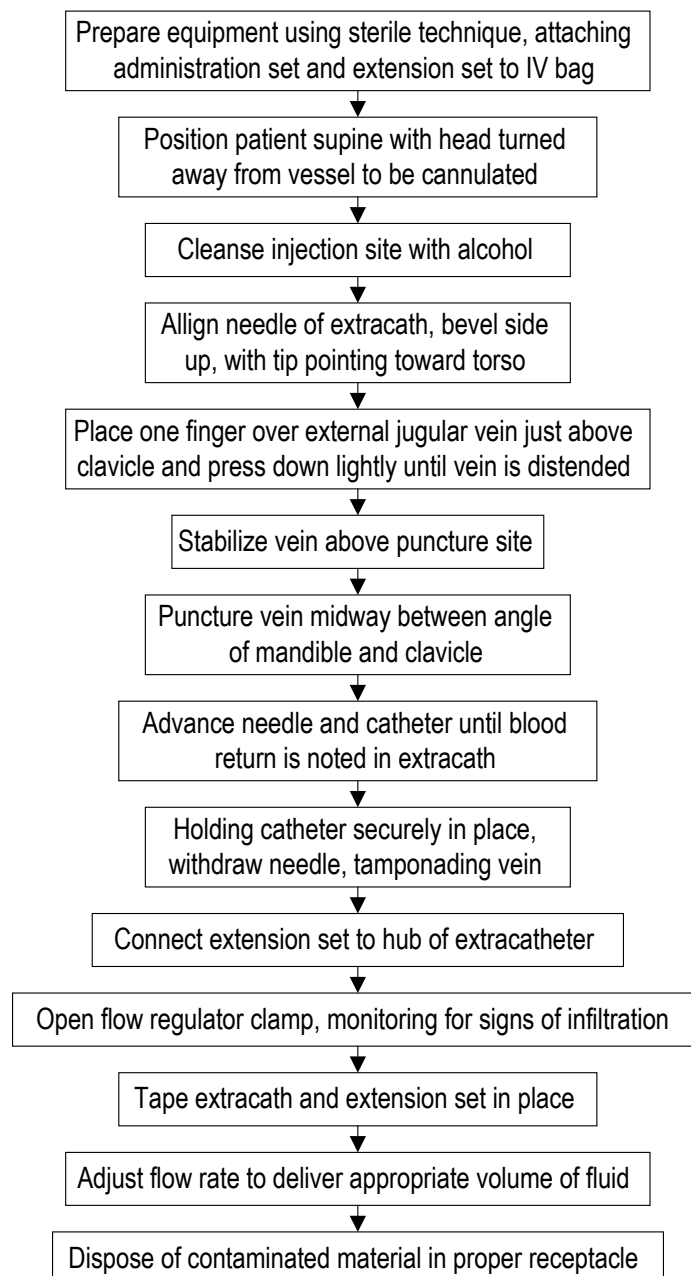 Prepare equipment using sterile technique, attaching
administration set and extension set to IV bag
Position patient supine with head turned
away from vessel to be cannulated
Cleanse injection site with alcohol
Allign needle of extracath, bevel side
up, with tip pointing toward torso
Place one finger over external jugular vein just above
clavicle and press down lightly until vein is distended
Stabilize vein above puncture site
Puncture vein midway between angle
of mandible and clavicle
Advance needle and catheter until blood
return is noted in extracath
Holding catheter securely in place,
withdraw needle, tamponading vein
Connect extension set to hub of extracatheter
Open flow regulator clamp, monitoring for signs of infiltration
Tape extracath and extension set in place
Adjust flow rate to deliver appropriate volume of fluid
Dispose of contaminated material in proper receptacle